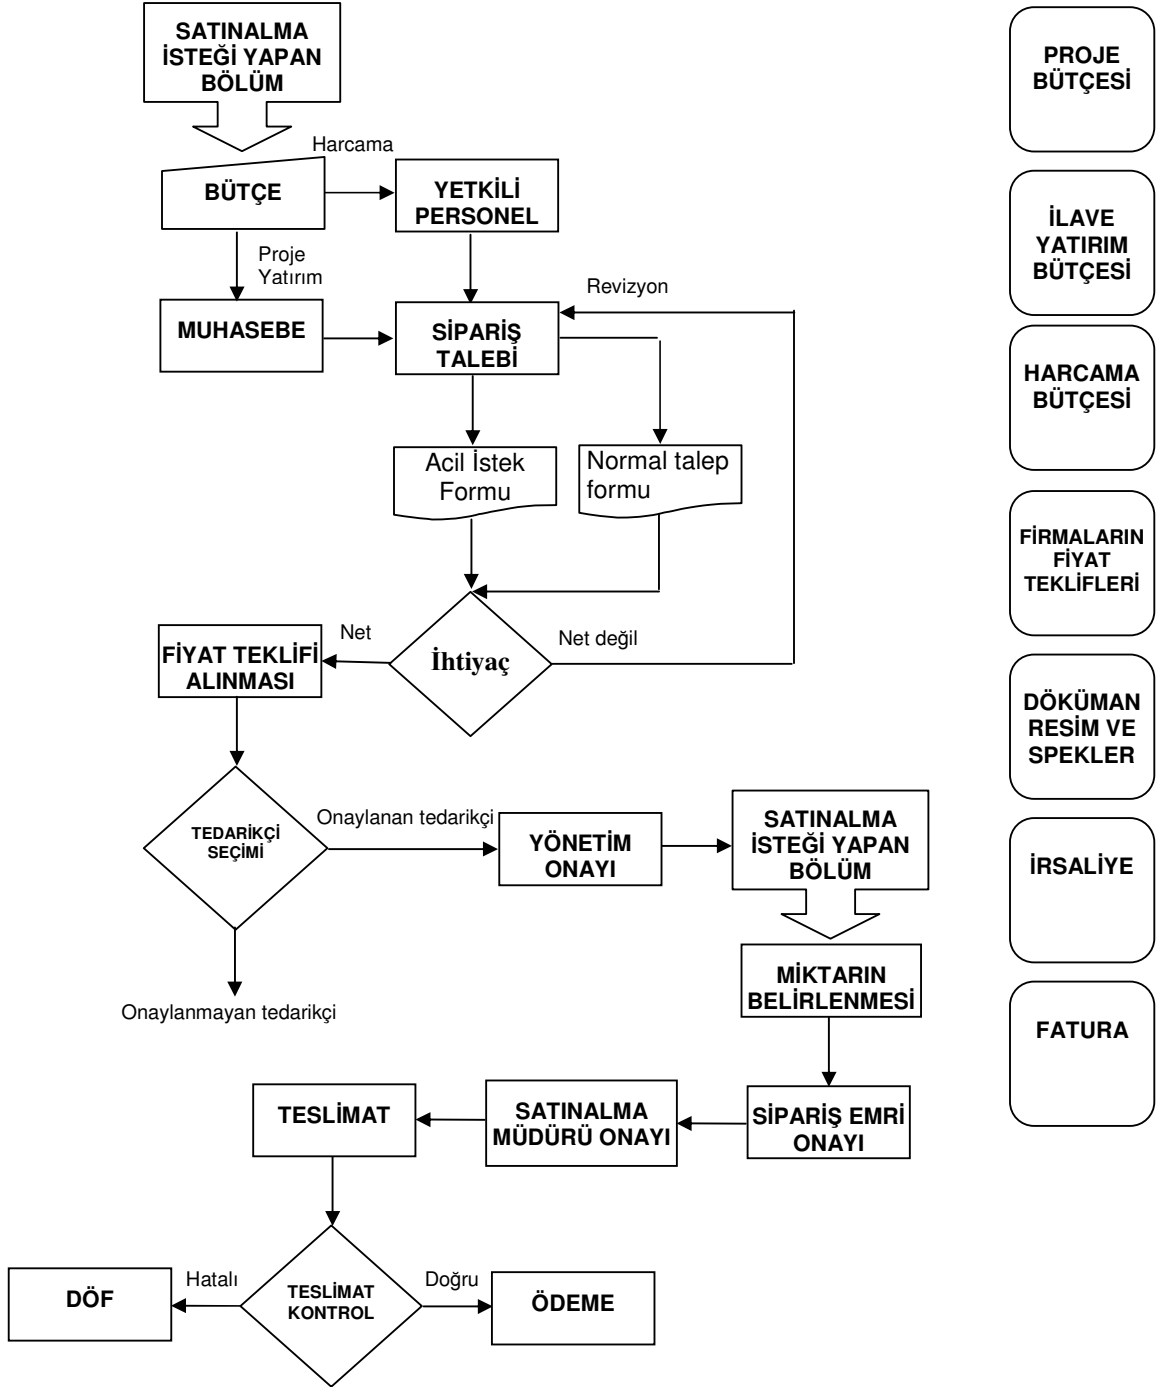 SATINALMA
İSTEĞİ YAPAN
BÖLÜM
Harcama
BÜTÇE
YETKİLİ
PERSONEL
Proje
Yatırım
Revizyon
MUHASEBE
SİPARİŞ
TALEBİ
Acil İstek
Formu
Normal talep
formu
Net
İhtiyaç
Net değil
FİYAT TEKLİFİ
ALINMASI
TEDARİKÇİ
SEÇİMİ
Onaylanan tedarikçi
YÖNETİM
ONAYI
SATINALMA
İSTEĞİ YAPAN
BÖLÜM
Onaylanmayan tedarikçi
MİKTARIN
BELİRLENMESİ
SİPARİŞ EMRİ
ONAYI
SATINALMA
MÜDÜRÜ ONAYI
TESLİMAT
TESLİMAT
KONTROL
Hatalı
DÖF
Doğru
ÖDEME
PROJE
BÜTÇESİ
İLAVE
YATIRIM
BÜTÇESİ
HARCAMA
BÜTÇESİ
FİRMALARIN
FİYAT
TEKLİFLERİ
DÖKÜMAN
RESİM VE
SPEKLER
İRSALİYE
FATURA